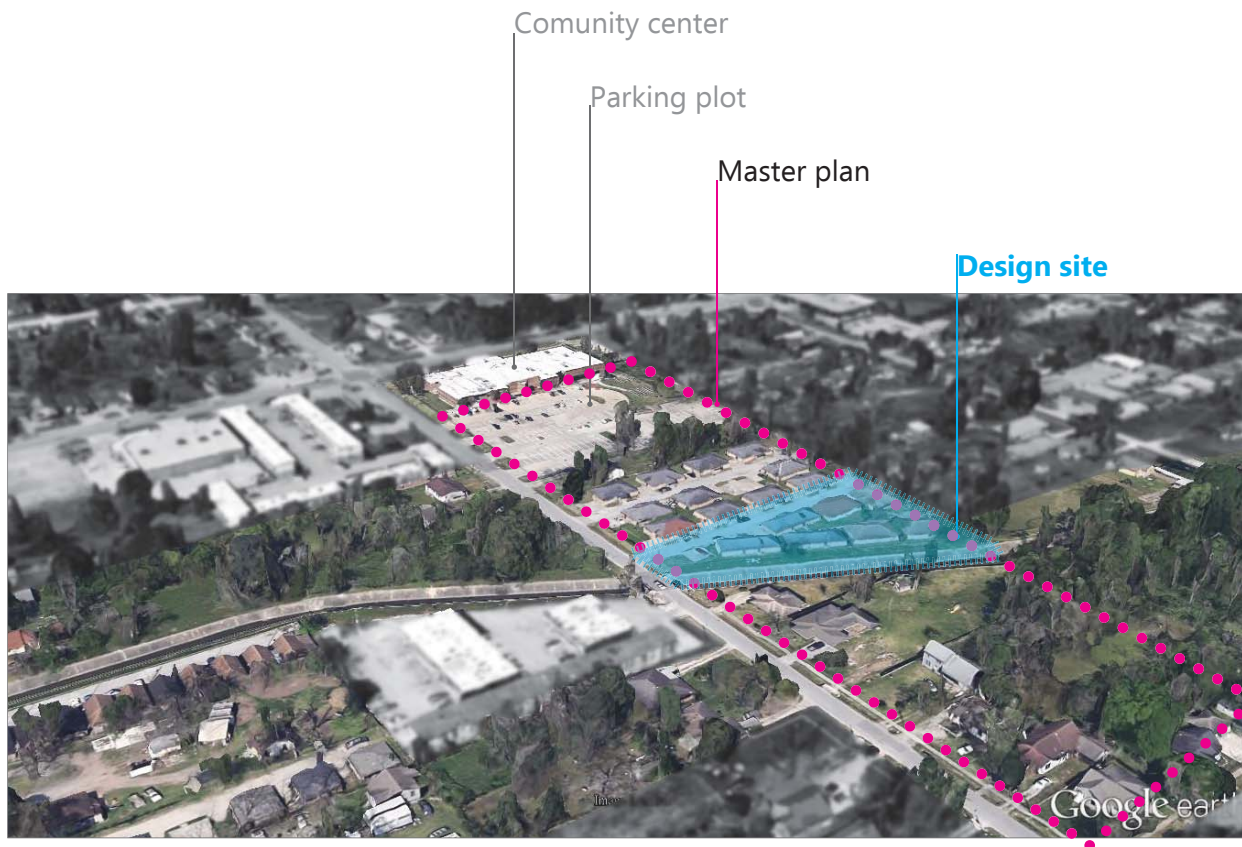 Comunity center
Parking plot
Master plan
Design site
Google earth